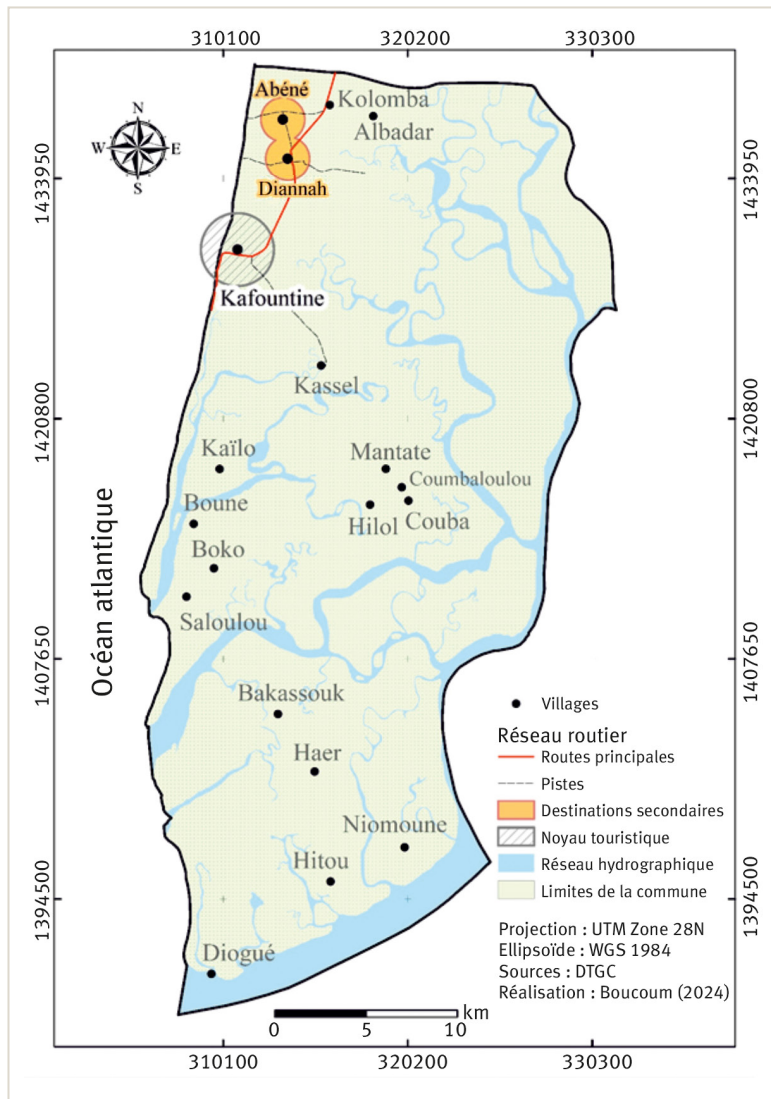 310100 320200 330300
Abéné
Kolomba
Albadar
N
W E
S
Diannah
1433950
1433950
Kafountine
Kassel
1420800
1420800
Kaïlo
Mantate
Coumbaloulou
Boune
Hilol Couba
Boko
Saloulou
Océan atlantique
1407650
1407650
Bakassouk
Haer
Niomoune
Hitou
Diogué
1394500
1394500
Villages
Réseau routier
Routes principales
Pistes
Destinations secondaires
Noyau touristique
Réseau hydrographique
Limites de la commune
Projection : UTM Zone 28N
Ellipsoïde : WGS 1984
Sources : DTGC
Réalisation : Boucoum (2024)
km
0 5 10
310100 320200 330300